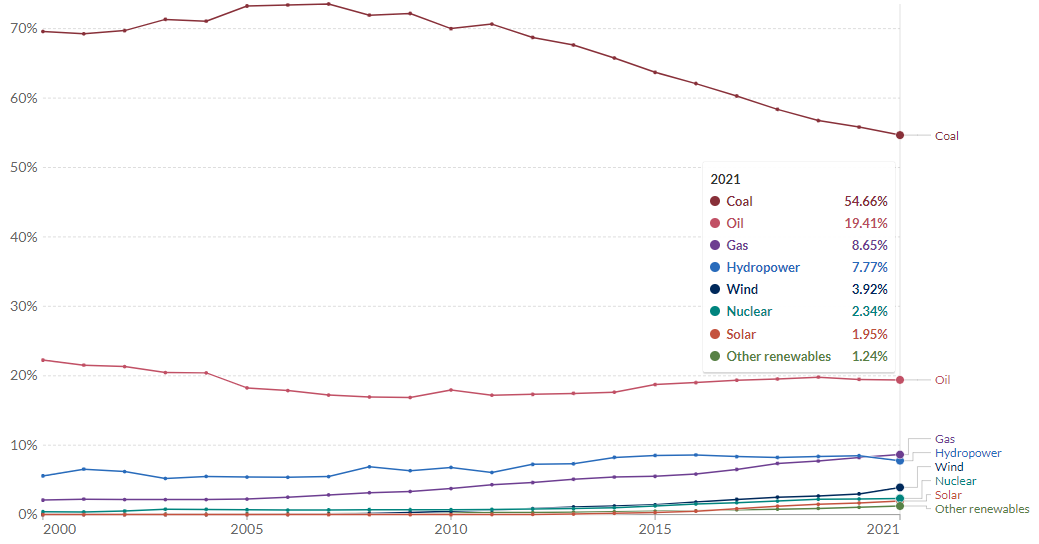 70%
60%
50%
40%
30%
20%
10%
0%
2000 2005 2010 2015 2021
2021
Coal 54.66%
Oil 19.41%
Gas 8.65%
Hydropower 7.77%
Wind 3.92%
Nuclear 2.34%
Solar 1.95%
Other renewables 1.24%
Coal
Oil
Gas
Hydropower
Wind
Nuclear
Solar
Other renewables